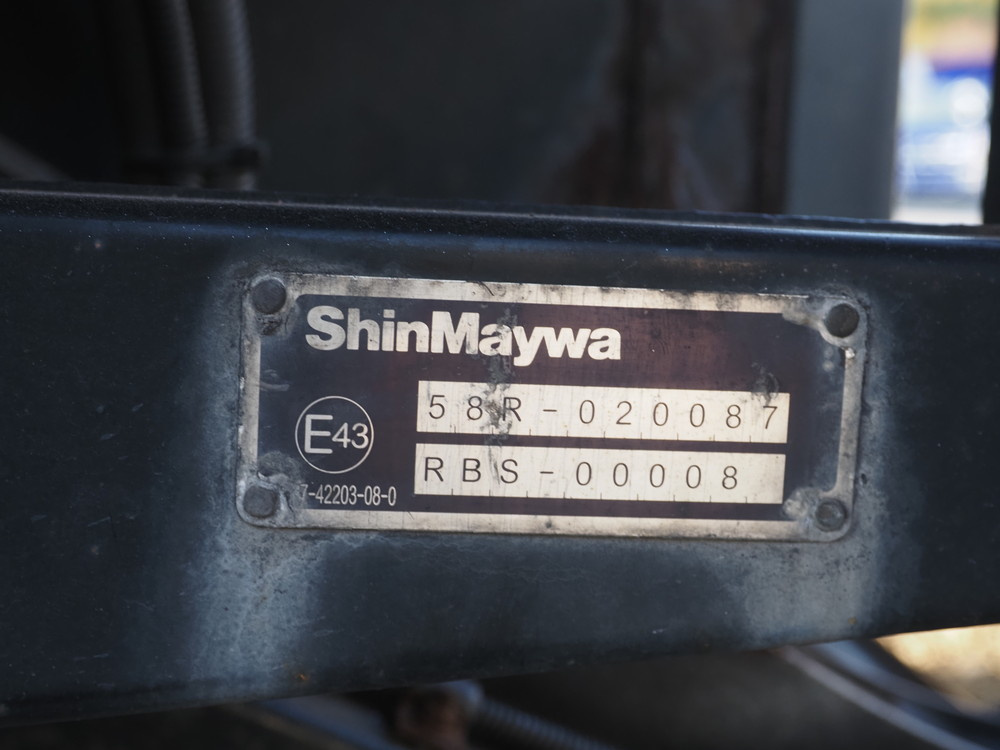 ShinMaywa
58R-020087
E43
RBS-00008
7-42203-08-0